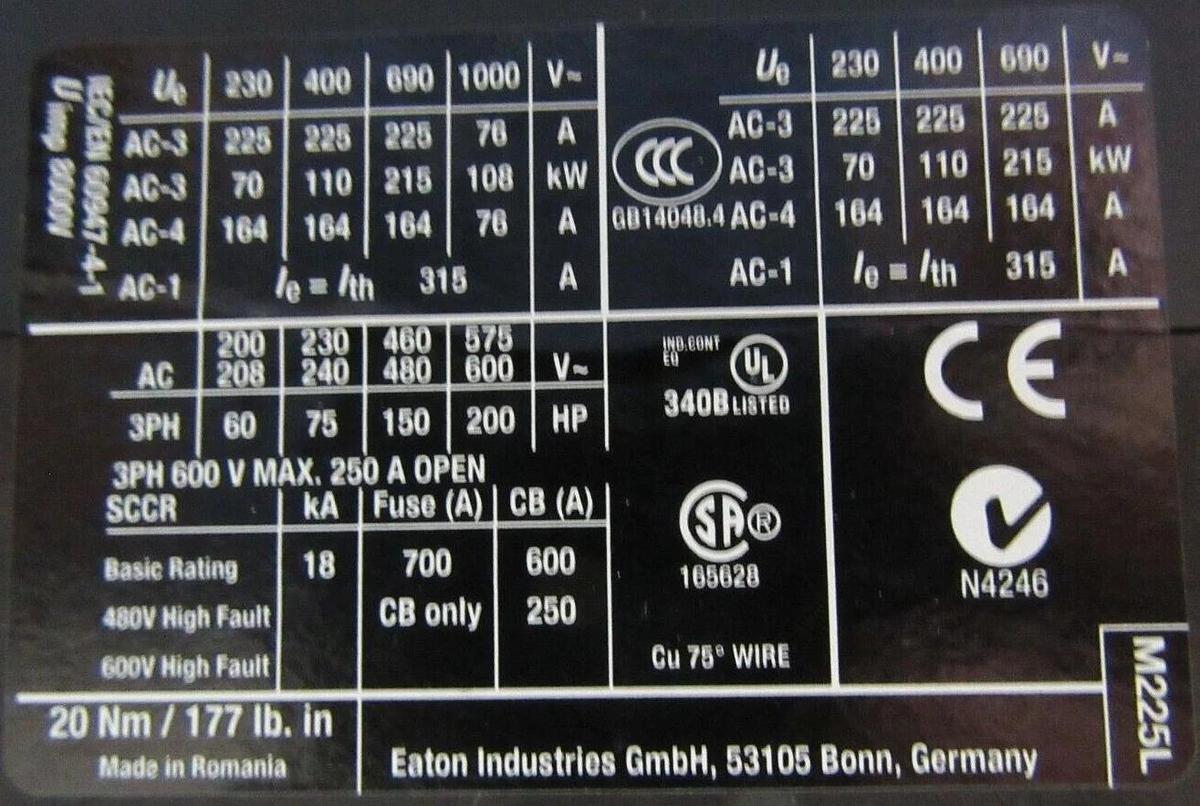 IEC/EN 60947-4-1
Uimp 8000V
Ue 230 400 690 1000 V~
AC-3 225 225 225 76 A
AC-3 70 110 215 108 kW
AC-4 164 164 164 76 A
AC-1 Ie = Ith 315 A
CCC
GB14048.4
Ue 230 400 690 V~
AC-3 225 225 225 A
AC-3 70 110 215 kW
AC-4 164 164 164 A
AC-1 Ie = Ith 315 A
200 230 460 575
AC 208 240 480 600 V~
3PH 60 75 150 200 HP
3PH 600 V MAX. 250 A OPEN
SCCR kA Fuse (A) CB (A)
Basic Rating 18 700 600
480V High Fault CB only 250
600V High Fault
IND.CONT
EQ
UL
340B LISTED
SA ®
165628
Cu 75° WIRE
CE
N4246
M225L
20 Nm / 177 lb. in
Made in Romania
Eaton Industries GmbH, 53105 Bonn, Germany